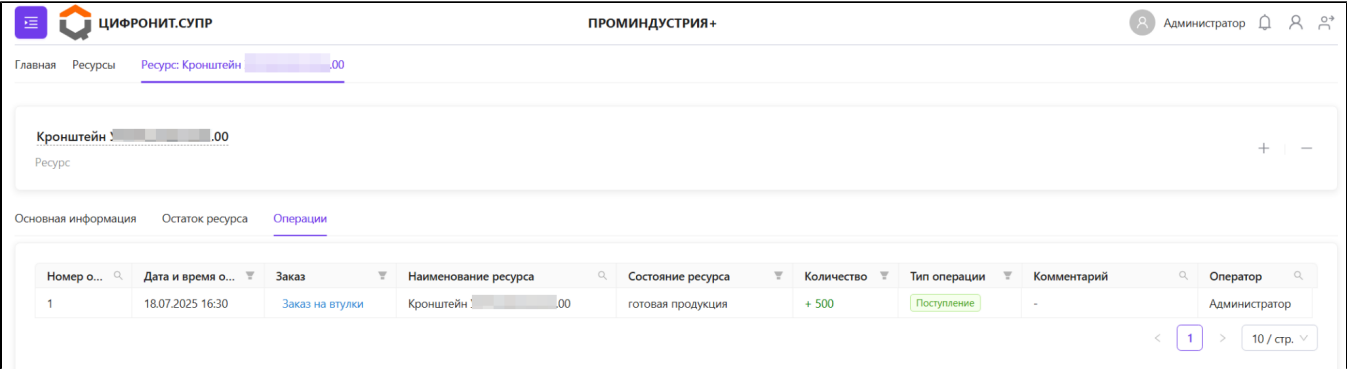 ЦИФРОНИТ.СУПР ПРОМИНДУСТРИЯ+ Администратор
Главная Ресурсы Ресурс: Кронштейн .00
Кронштейн .00
Ресурс
Основная информация Остаток ресурса Операции
Номер о... Дата и время о... Заказ Наименование ресурса Состояние ресурса Количество Тип операции Комментарий Оператор
1 18.07.2025 16:30 Заказ на втулки Кронштейн .00 готовая продукция + 500 Поступление - Администратор
< 1 > 10 / стр.